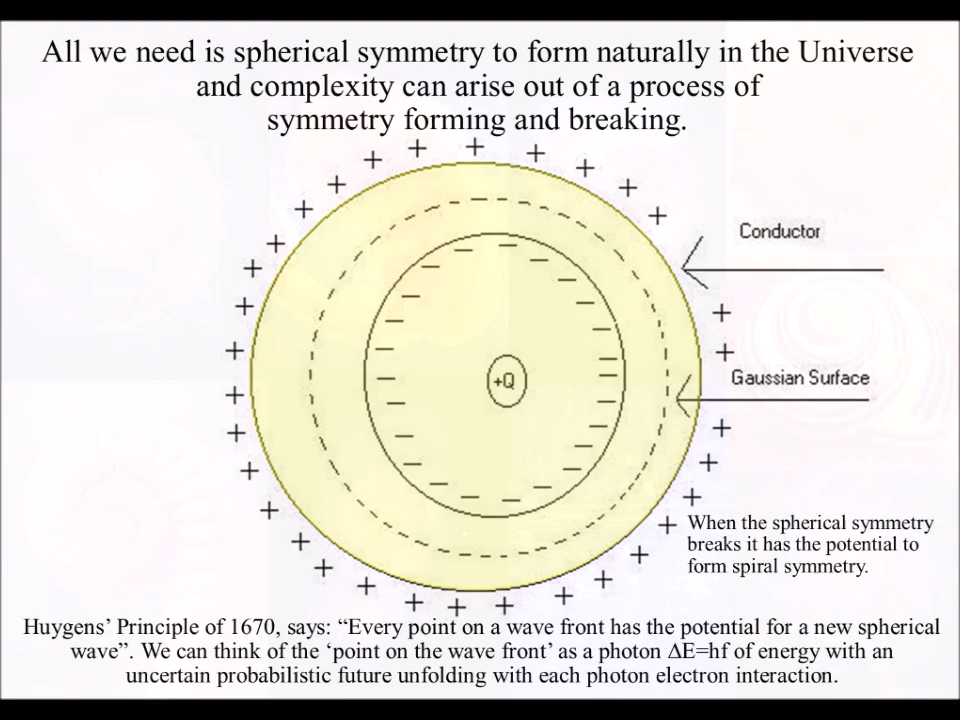 All we need is spherical symmetry to form naturally in the Universe
and complexity can arise out of a process of
symmetry forming and breaking.
Conductor
+Q
Gaussian Surface
When the spherical symmetry
breaks it has the potential to
form spiral symmetry.
Huygens’ Principle of 1670, says: “Every point on a wave front has the potential for a new spherical
wave”. We can think of the ‘point on the wave front’ as a photon ∆E=hf of energy with an
uncertain probabilistic future unfolding with each photon electron interaction.